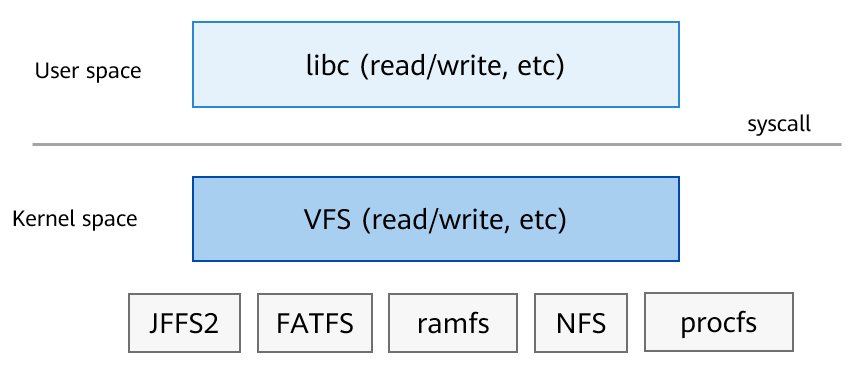 User space
libc (read/write, etc)
syscall
Kernel space
VFS (read/write, etc)
JFFS2
FATFS
ramfs
NFS
procfs